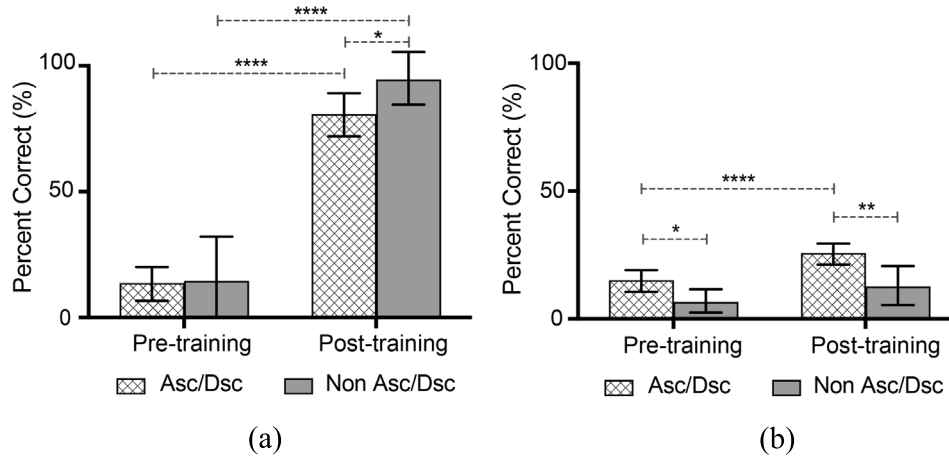 ****
*
****
100
50
0
Percent Correct (%)
Pre-training Post-training
Asc/Dsc Non Asc/Dsc
(a)
100
50
0
Percent Correct (%)
****
**
*
Pre-training Post-training
Asc/Dsc Non Asc/Dsc
(b)